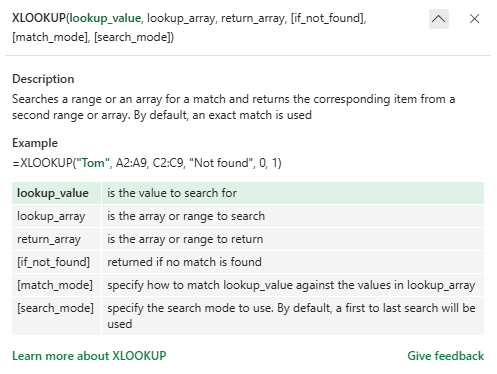 XLOOKUP(lookup_value, lookup_array, return_array, [if_not_found],
[match_mode], [search_mode])
Description
Searches a range or an array for a match and returns the corresponding item from a
second range or array. By default, an exact match is used
Example
=XLOOKUP("Tom", A2:A9, C2:C9, "Not found", 0, 1)
lookup_value is the value to search for
lookup_array is the array or range to search
return_array is the array or range to return
[if_not_found] returned if no match is found
[match_mode] specify how to match lookup_value against the values in lookup_array
[search_mode] specify the search mode to use. By default, a first to last search will be
used
Learn more about XLOOKUP Give feedback